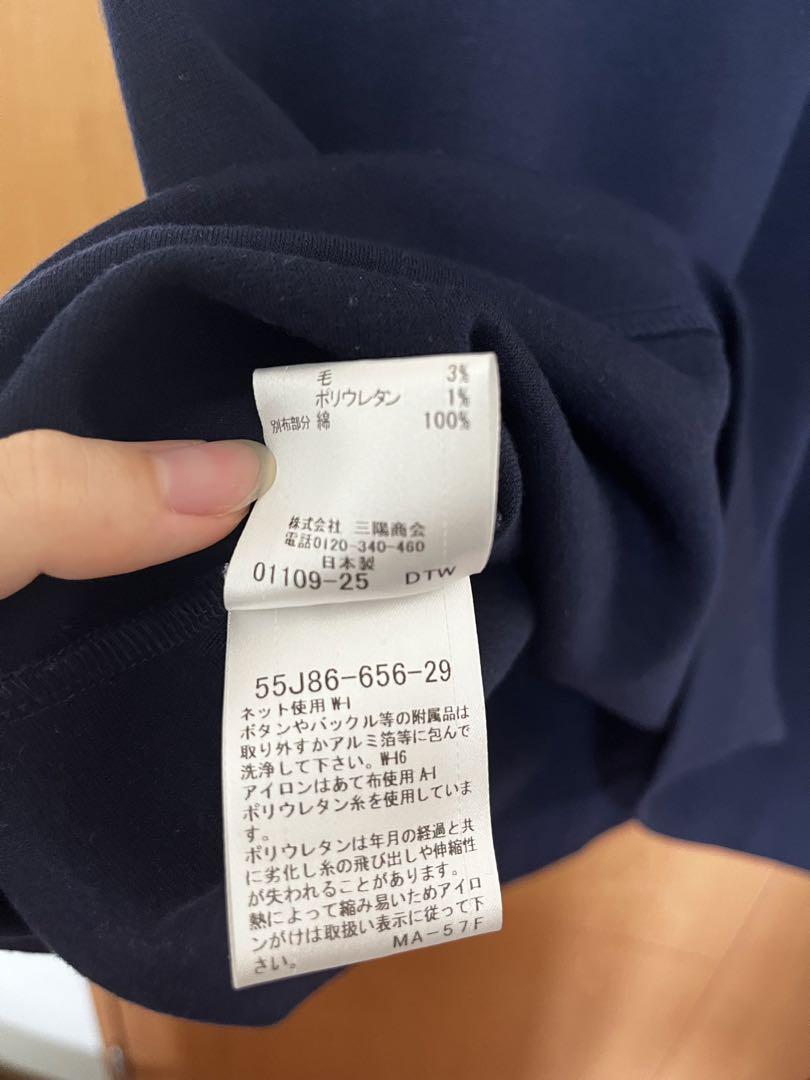 毛 3%
ポリウレタン 1%
別布部分 綿 100%
株式会社 三陽商会
電話0120-340-460
日本製
01109-25 DTW
55J86-656-29
ネット使用 W-1
ボタンやバックル等の附属品は
取り外すかアルミ箔等に包んで
洗浄して下さい。W-16
アイロンはあて布使用 A-1
ポリウレタン糸を使用していま
す。
ポリウレタンは年月の経過と共
に劣化し糸の飛び出しや伸縮性
が失われることがあります。
熱によって縮み易いためアイロ
ンがけは取扱い表示に従って下
さい。 MA-57F